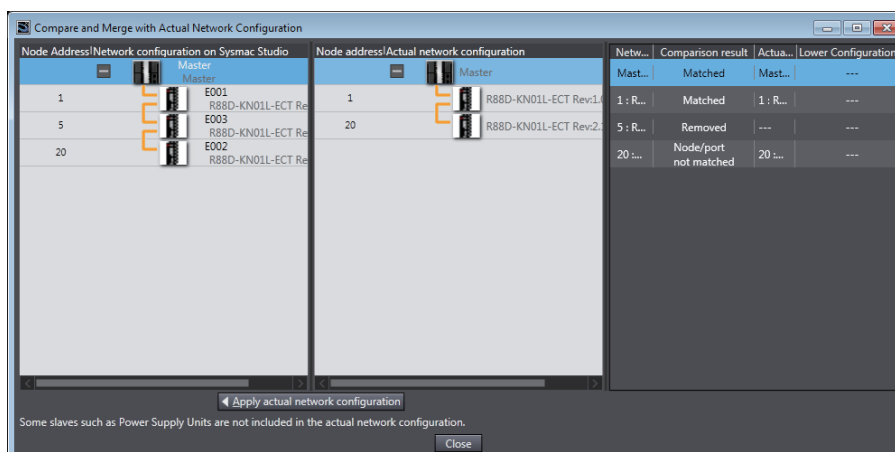 Compare and Merge with Actual Network Configuration
Node Address|Network configuration on Sysmac Studio
Master
Master
1
E001
R88D-KN01L-ECT Re
5
E003
R88D-KN01L-ECT Re
20
E002
R88D-KN01L-ECT Re
Node address|Actual network configuration
Master
1
R88D-KN01L-ECT Rev:1.0
20
R88D-KN01L-ECT Rev:2.
Netw... Comparison result Actua... Lower Configuration
Mast... Matched Mast... ---
1 : R... Matched 1 : R... ---
5 : R... Removed --- ---
20 :... Node/port not matched 20 :... ---
Apply actual network configuration
Some slaves such as Power Supply Units are not included in the actual network configuration.
Close